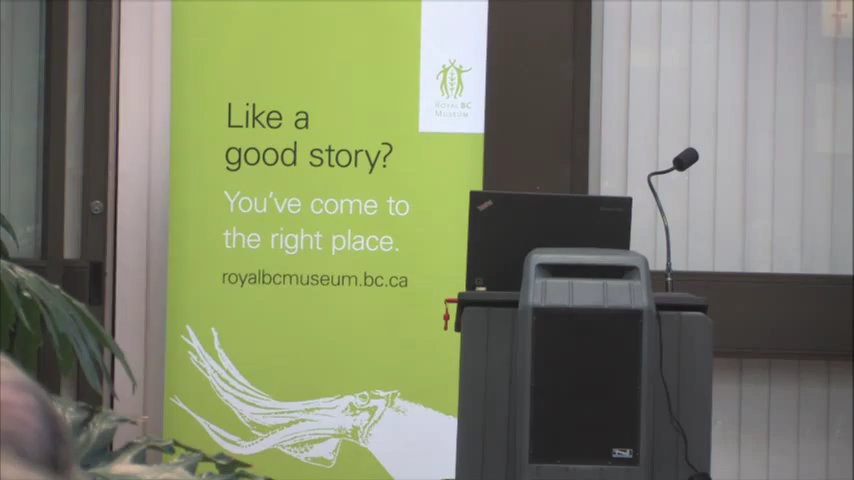 ROYAL BC
MUSEUM
Like a
good story?
You've come to
the right place.
royalbcmuseum.bc.ca